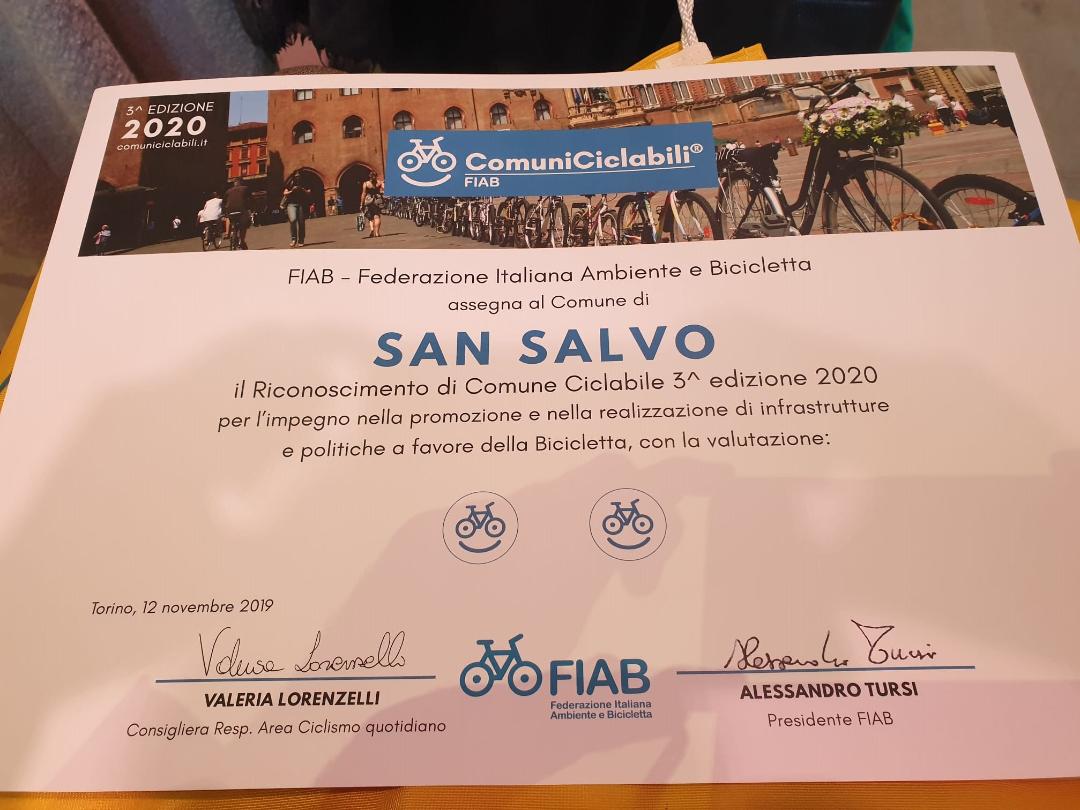 3^ EDIZIONE
2020
comuniciclabili.it
ComuniCiclabili®
FIAB
FIAB - Federazione Italiana Ambiente e Bicicletta
assegna al Comune di
SAN SALVO
il Riconoscimento di Comune Ciclabile 3^ edizione 2020
per l'impegno nella promozione e nella realizzazione di infrastrutture
e politiche a favore della Bicicletta, con la valutazione:
Torino, 12 novembre 2019
Valeria Lorenzelli
VALERIA LORENZELLI
Consigliera Resp. Area Ciclismo quotidiano
FIAB
Federazione Italiana
Ambiente e Bicicletta
Alessandro Tursi
ALESSANDRO TURSI
Presidente FIAB